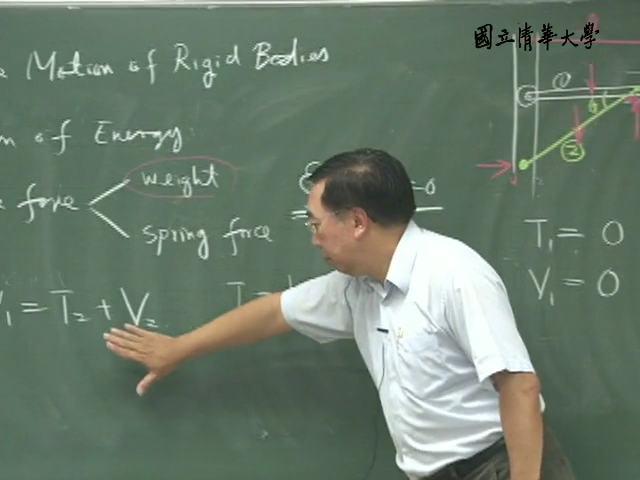 國立清華大學
Motion of Rigid Bodies
of Energy
force
weight
spring force
V₁ = T₂ + V₂
T₁ = 0
V₁ = 0